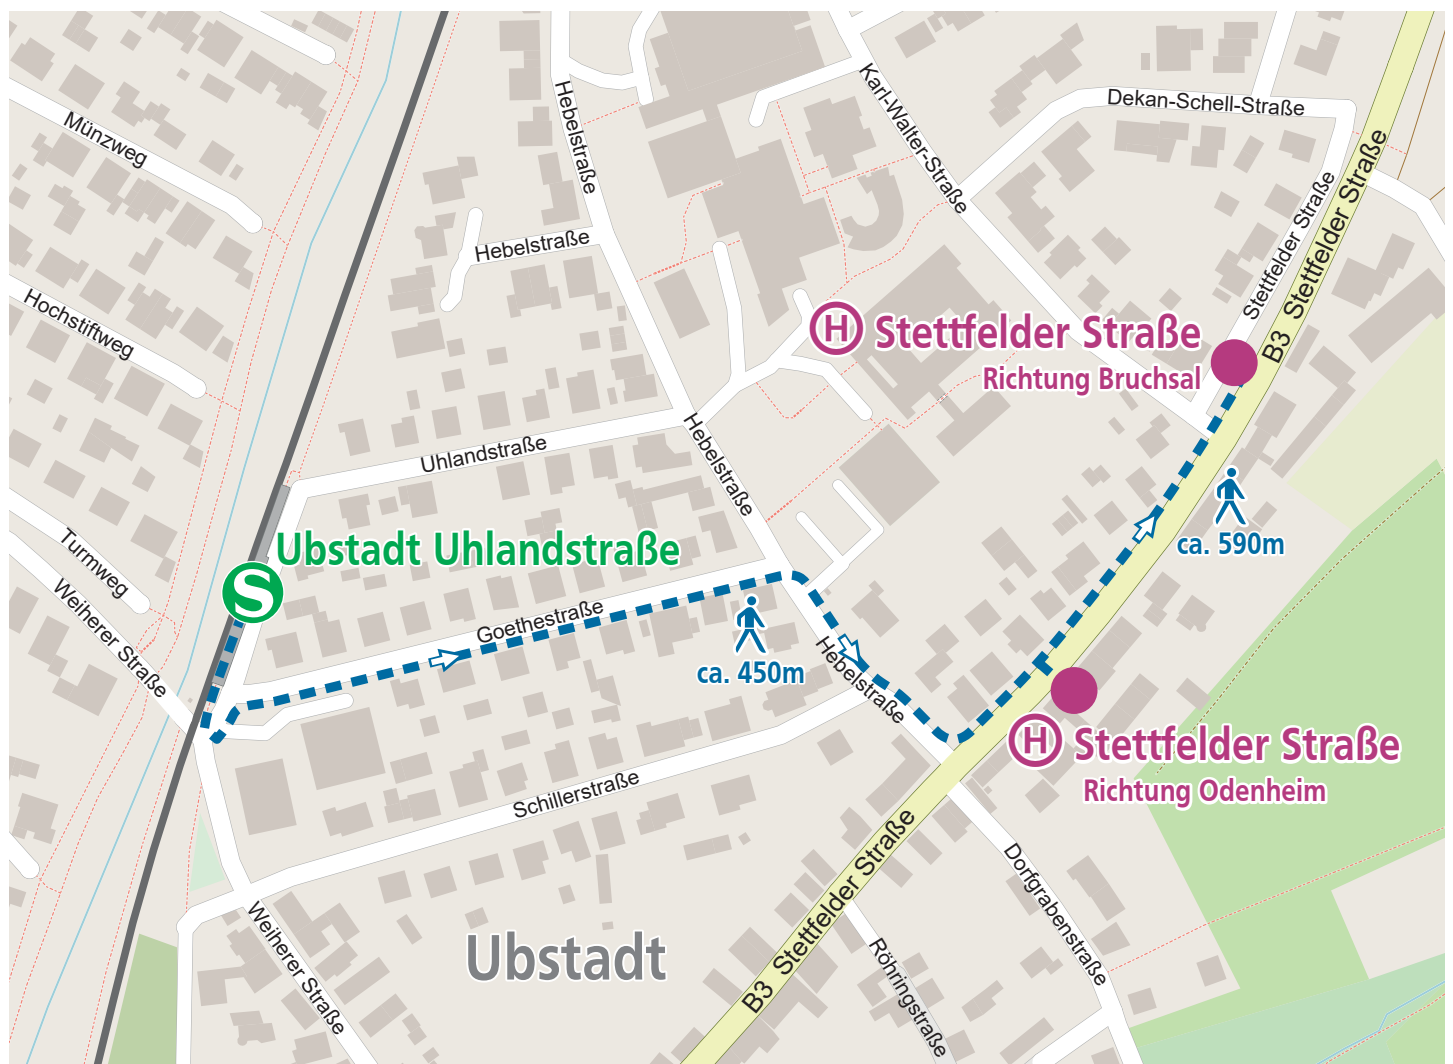 Münzweg
Hebelstraße
Karl-Walter-Straße
Dekan-Schell-Straße
Stettfelder Straße
B3 Stettfelder Straße
Hebelstraße
Hochstiftweg
H Stettfelder Straße
Richtung Bruchsal
Uhlandstraße
Hebelstraße
Turmweg
Weiherer Straße
S Ubstadt Uhlandstraße
ca. 590m
Goethestraße
ca. 450m
Hebelstraße
H Stettfelder Straße
Richtung Odenheim
Schillerstraße
B3 Stettfelder Straße
Dorfgrabenstraße
Weiherer Straße
Ubstadt
Röhringstraße